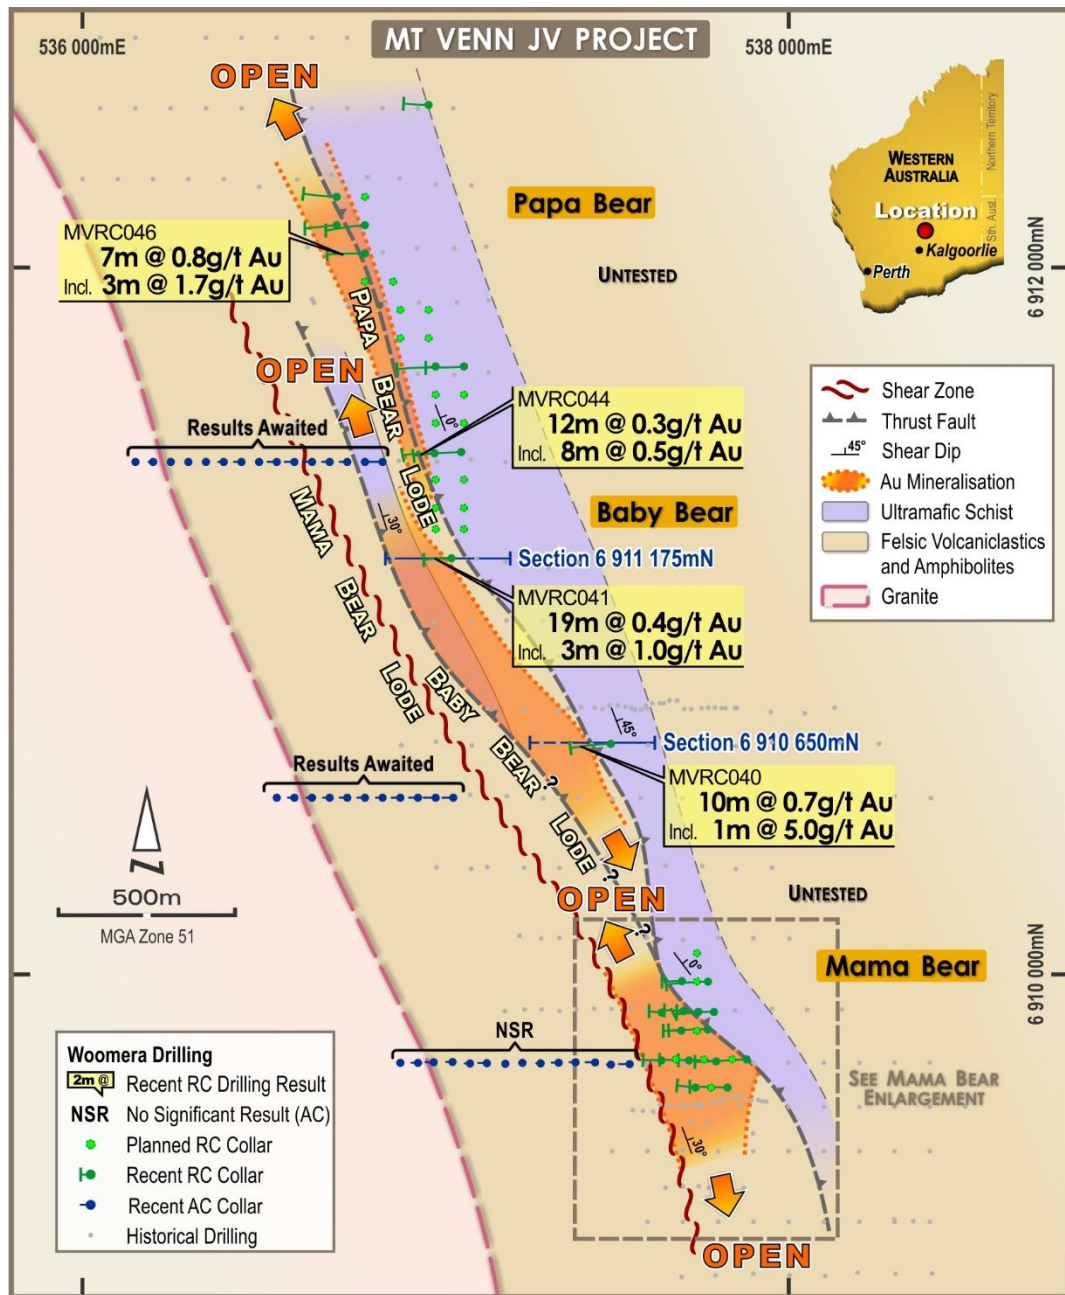 MT VENN JV PROJECT
536 000mE
538 000mE
OPEN
Papa Bear
UNTESTED
MVRC046
7m @ 0.8g/t Au
Incl. 3m @ 1.7g/t Au
WESTERN
AUSTRALIA
Location
Kalgoorlie
Perth
Northern Territory
Sth. Aust.
6 912 000mN
PAPA BEAR LODE
OPEN
0°
Results Awaited
MVRC044
12m @ 0.3g/t Au
Incl. 8m @ 0.5g/t Au
Shear Zone
Thrust Fault
45° Shear Dip
Au Mineralisation
Ultramafic Schist
Felsic Volcaniclastics
and Amphibolites
Granite
Baby Bear
30°
Section 6 911 175mN
MAMA BEAR LODE
MVRC041
19m @ 0.4g/t Au
Incl. 3m @ 1.0g/t Au
BABY BEAR ? LODE ? ?
45°
Section 6 910 650mN
Results Awaited
MVRC040
10m @ 0.7g/t Au
Incl. 1m @ 5.0g/t Au
N
500m
MGA Zone 51
OPEN
UNTESTED
Mama Bear
6 910 000mN
0°
NSR
SEE MAMA BEAR
ENLARGEMENT
30°
OPEN
Woomera Drilling
2m @ Recent RC Drilling Result
NSR No Significant Result (AC)
Planned RC Collar
Recent RC Collar
Recent AC Collar
Historical Drilling